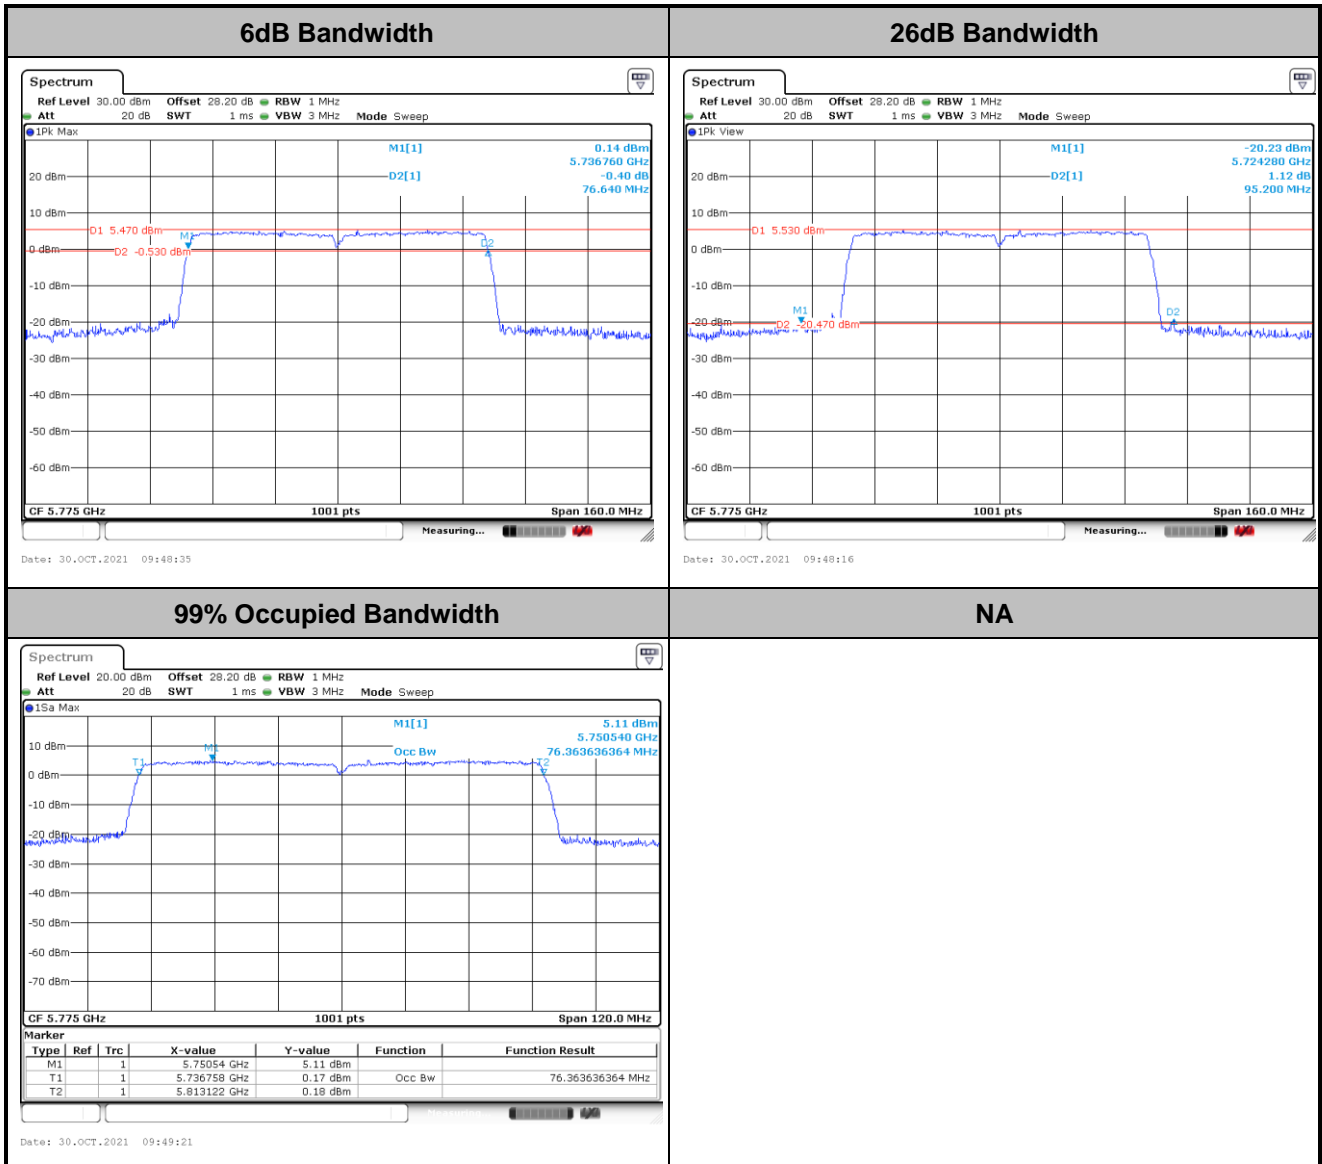 6dB Bandwidth
26dB Bandwidth
Spectrum
Ref Level 30.00 dBm Offset 28.20 dB RBW 1 MHz
Att 20 dB SWT 1 ms VBW 3 MHz Mode Sweep
1Pk Max
M1[1] 0.14 dBm
5.736760 GHz
D2[1] -0.40 dB
76.640 MHz
20 dBm
10 dBm
D1 5.470 dBm
M1
D2
0 dBm
D2 -0.530 dBm
-10 dBm
-20 dBm
-30 dBm
-40 dBm
-50 dBm
-60 dBm
CF 5.775 GHz 1001 pts Span 160.0 MHz
Measuring...
Date: 30.OCT.2021 09:48:35
Spectrum
Ref Level 30.00 dBm Offset 28.20 dB RBW 1 MHz
Att 20 dB SWT 1 ms VBW 3 MHz Mode Sweep
1Pk View
M1[1] -20.23 dBm
5.724280 GHz
D2[1] 1.12 dB
95.200 MHz
20 dBm
10 dBm
D1 5.530 dBm
0 dBm
-10 dBm
M1
D2
-20 dBm
D2 -20.470 dBm
-30 dBm
-40 dBm
-50 dBm
-60 dBm
CF 5.775 GHz 1001 pts Span 160.0 MHz
Measuring...
Date: 30.OCT.2021 09:48:16
99% Occupied Bandwidth
NA
Spectrum
Ref Level 20.00 dBm Offset 28.20 dB RBW 1 MHz
Att 20 dB SWT 1 ms VBW 3 MHz Mode Sweep
1Sa Max
M1[1] 5.11 dBm
5.750540 GHz
Occ Bw 76.363636364 MHz
10 dBm
M1
T1
T2
0 dBm
-10 dBm
-20 dBm
-30 dBm
-40 dBm
-50 dBm
-60 dBm
-70 dBm
CF 5.775 GHz 1001 pts Span 120.0 MHz
Marker
Type Ref Trc X-value Y-value Function Function Result
M1 1 5.75054 GHz 5.11 dBm
T1 1 5.736758 GHz 0.17 dBm Occ Bw 76.363636364 MHz
T2 1 5.813122 GHz 0.18 dBm
Measuring...
Date: 30.OCT.2021 09:49:21